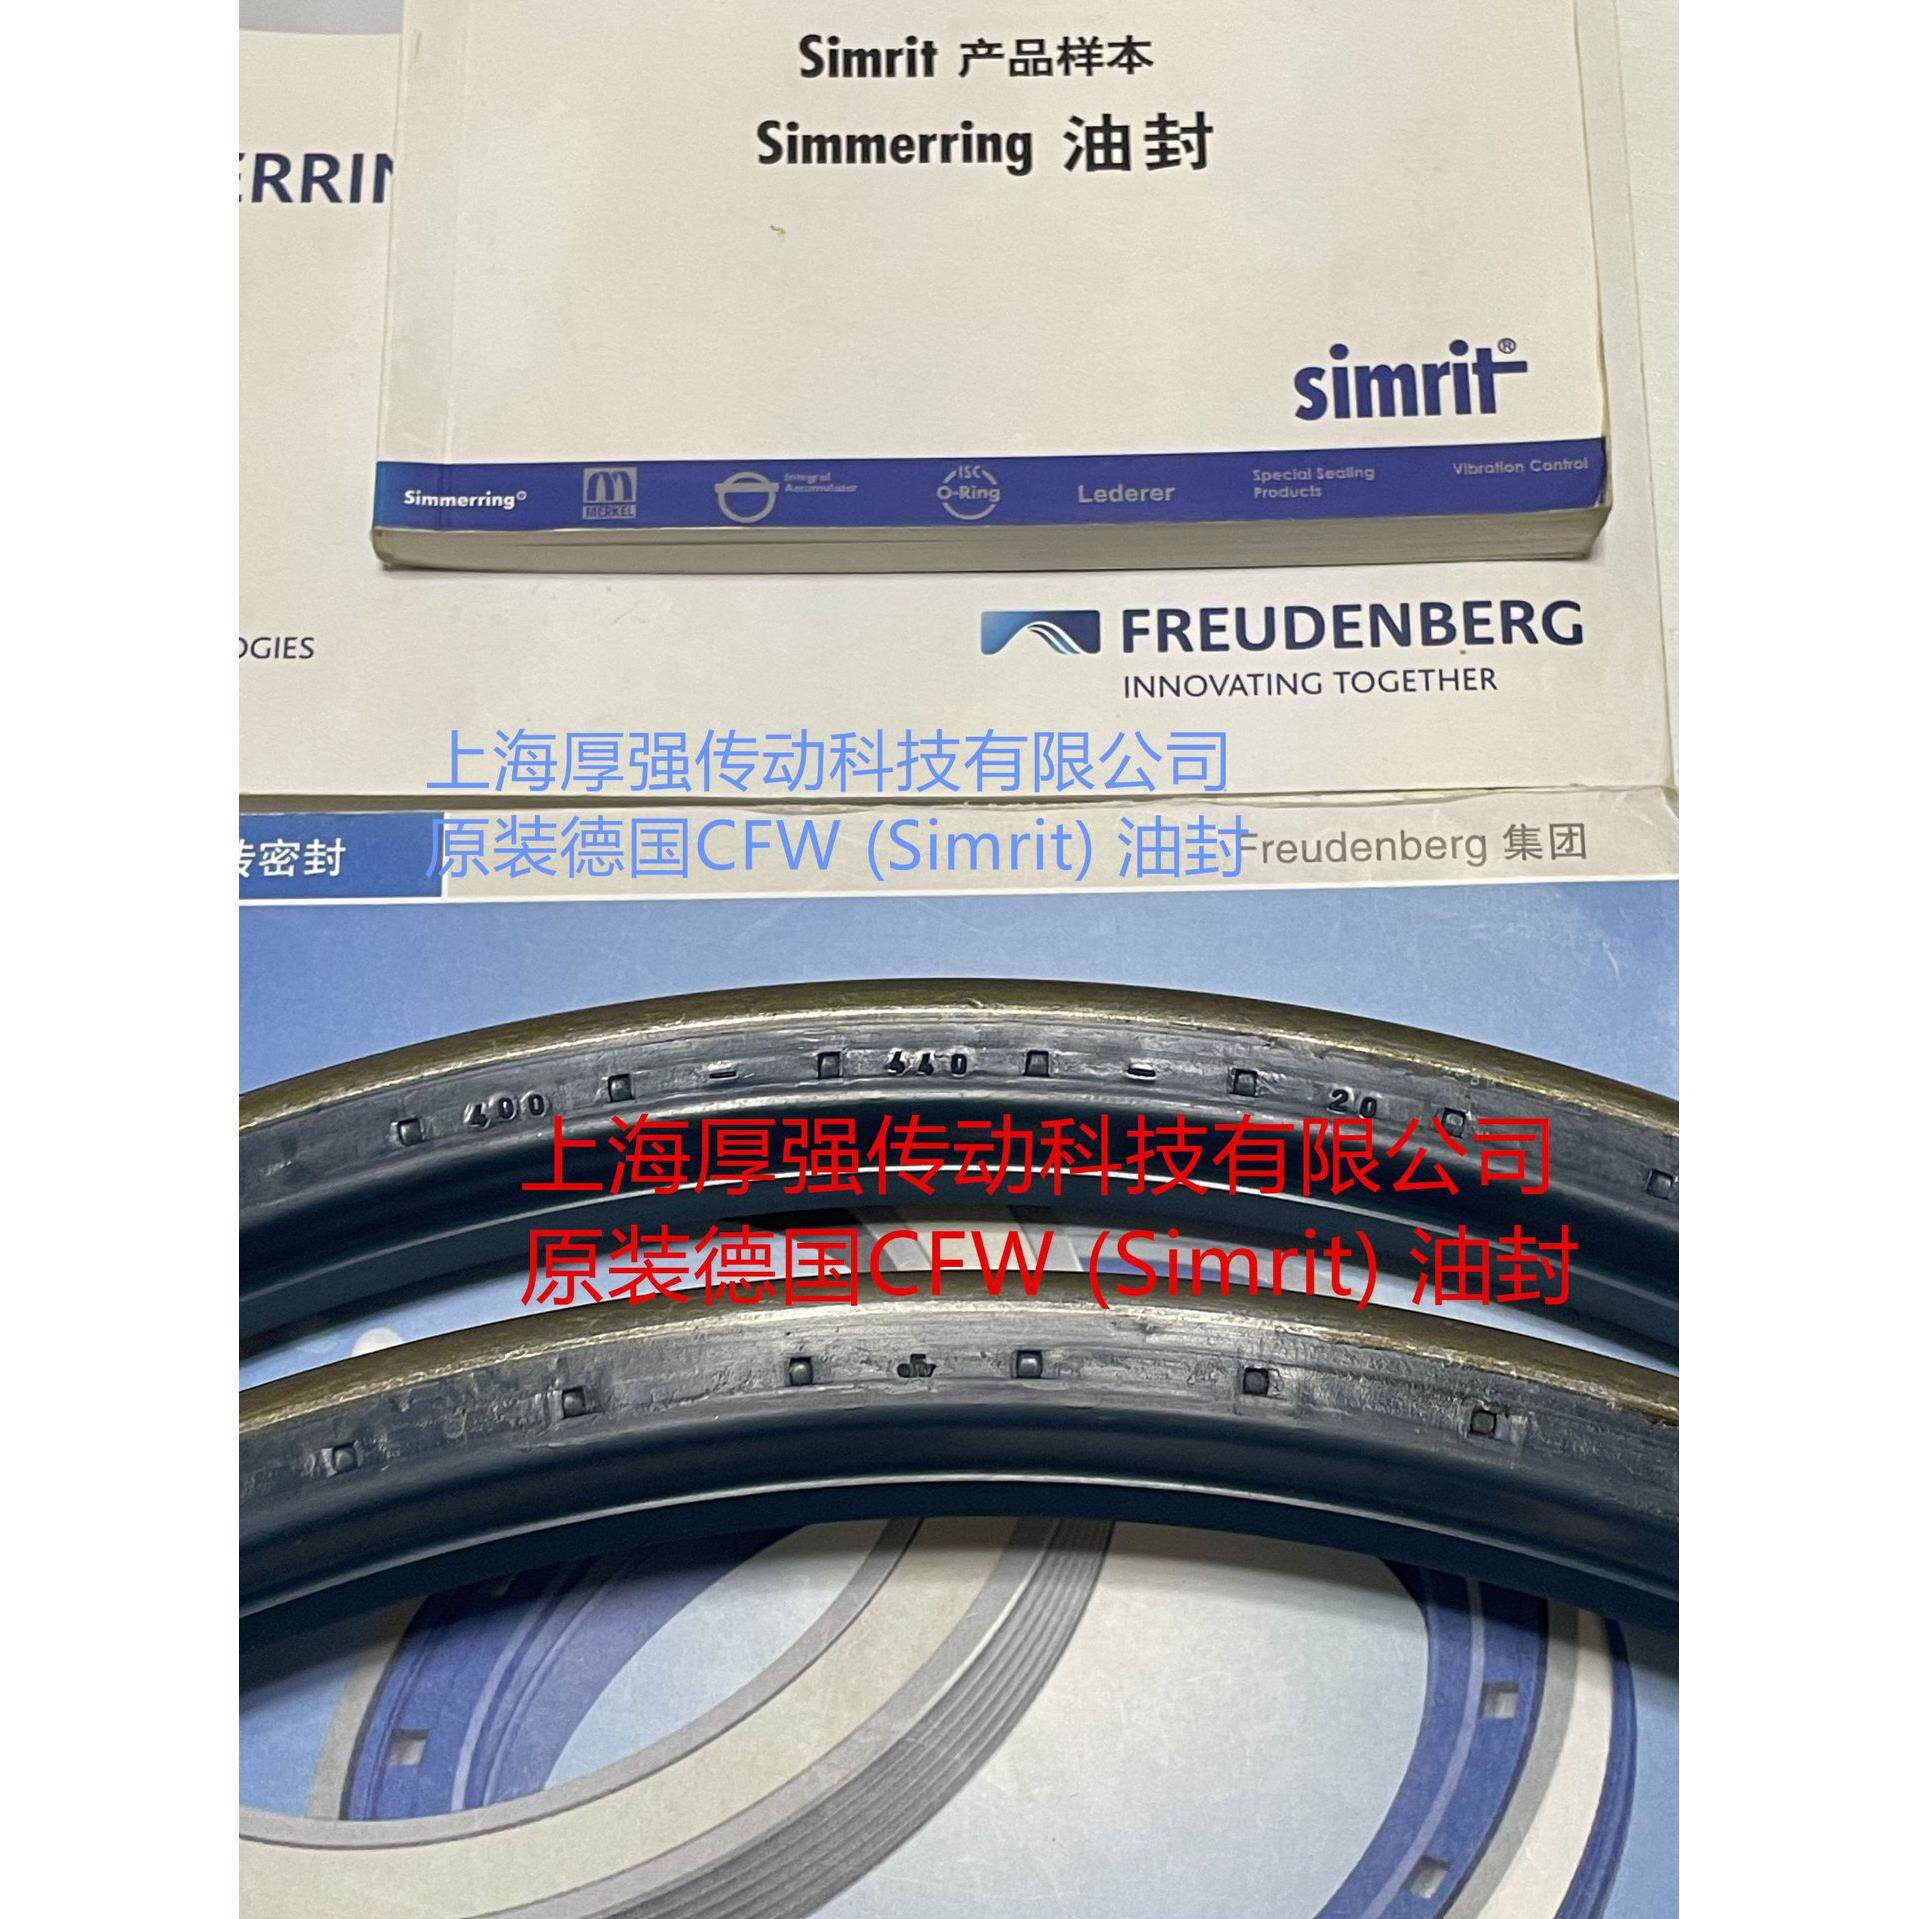 Simrit 产品样本
Simmerring 油封
simrit®
Simmerring® MERKEL Integral Accumulator ISC O-Ring Lederer Special Sealing Products Vibration Control
FREUDENBERG
INNOVATING TOGETHER
上海厚强传动科技有限公司
原装德国CFW (Simrit) 油封
密封
Freudenberg 集团
400 - 440 - 20
上海厚强传动科技有限公司
原装德国CFW (Simrit) 油封